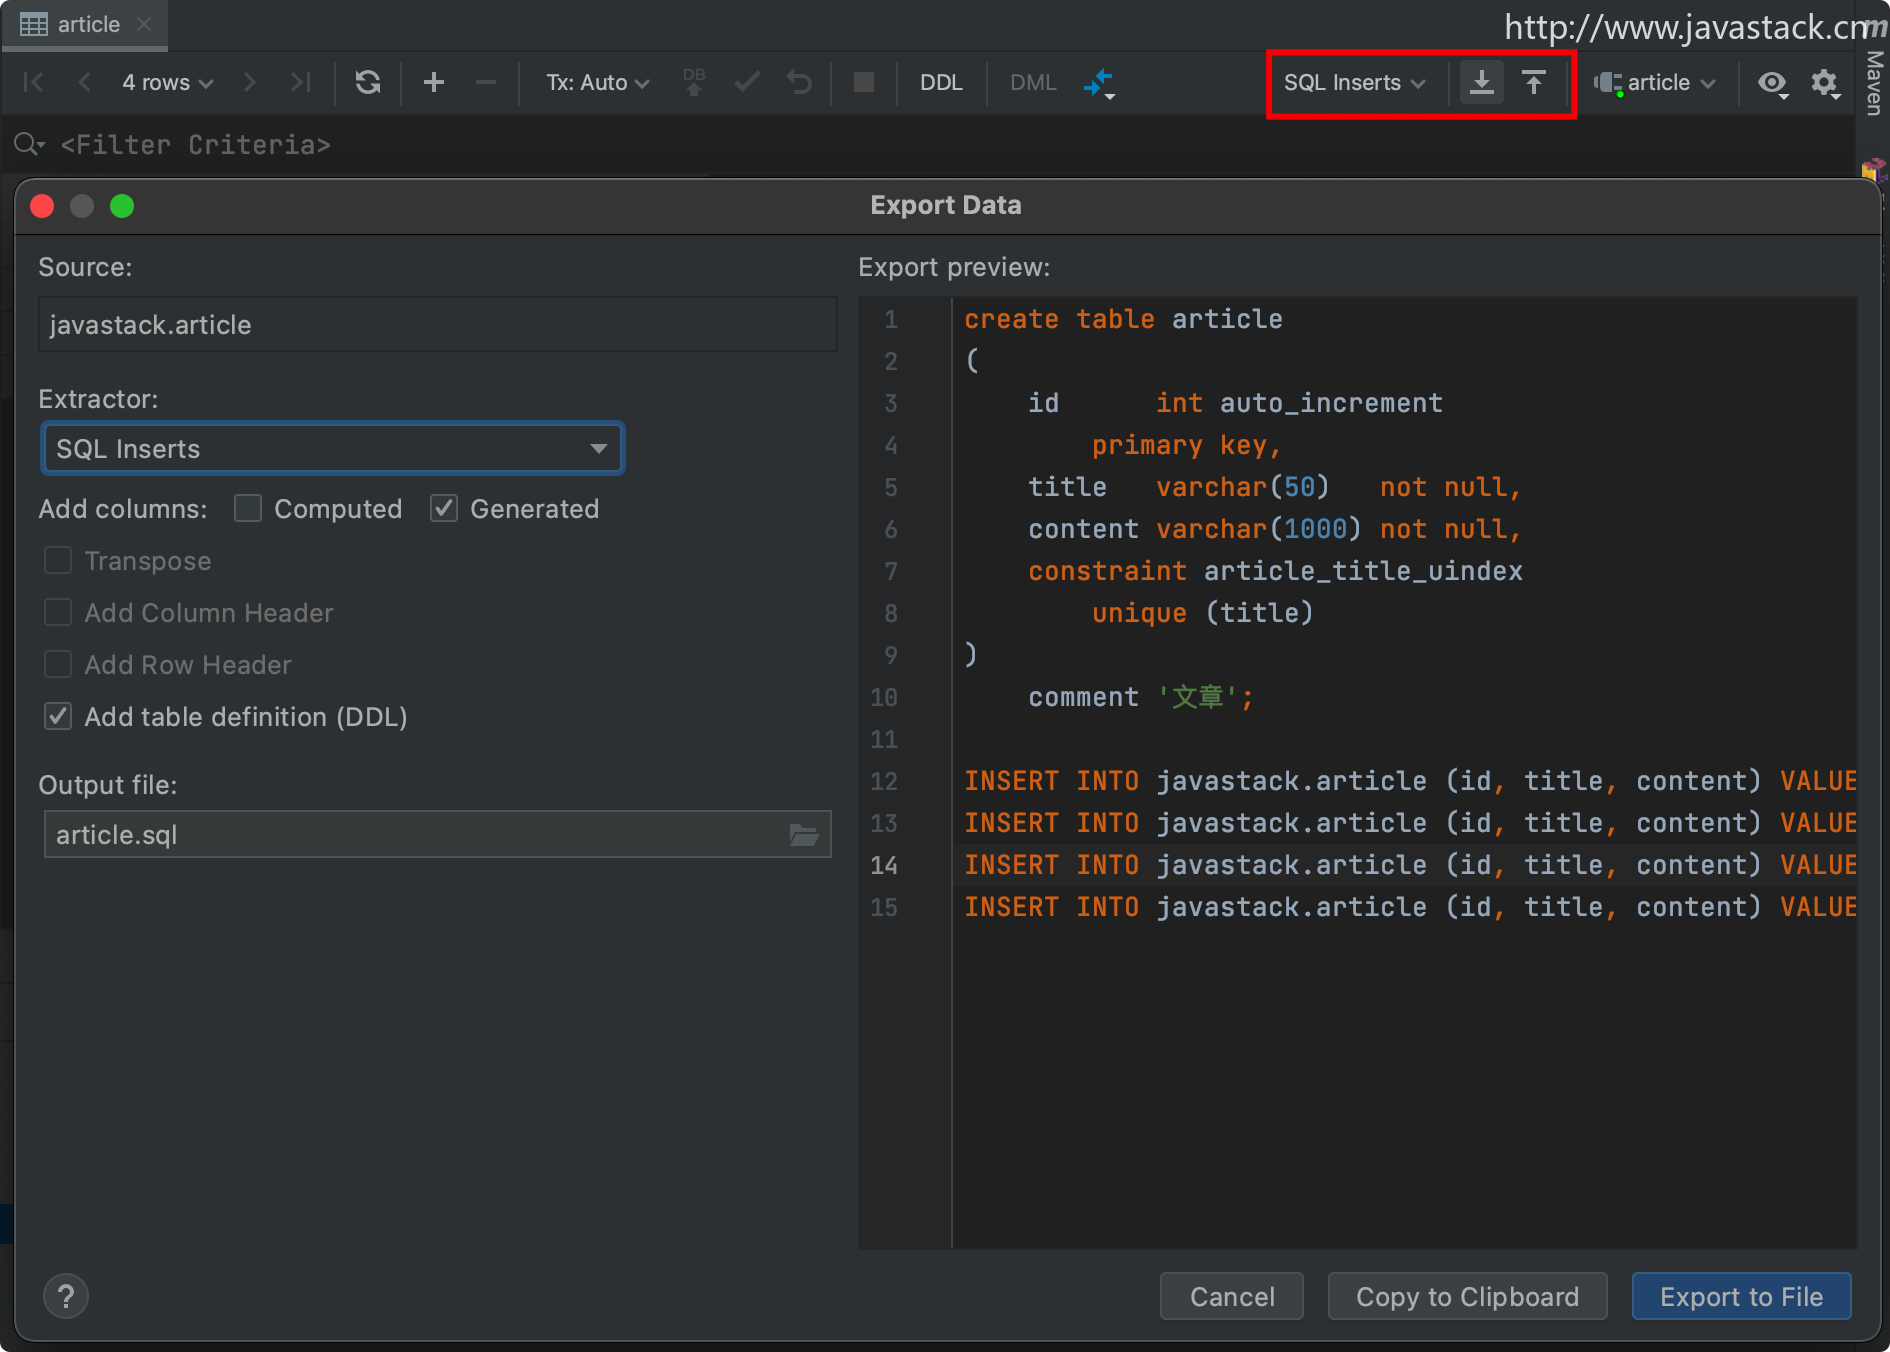 article
http://www.javastack.cn
4 rows
Tx: Auto
DB
DDL
DML
SQL Inserts
article
Maven
<Filter Criteria>
Export Data
Source:
javastack.article
Extractor:
SQL Inserts
Add columns: Computed Generated
Transpose
Add Column Header
Add Row Header
Add table definition (DDL)
Output file:
article.sql
Export preview:
1 create table article
2 (
3 id int auto_increment
4 primary key,
5 title varchar(50) not null,
6 content varchar(1000) not null,
7 constraint article_title_uindex
8 unique (title)
9 )
10 comment '文章';
11
12 INSERT INTO javastack.article (id, title, content) VALUE
13 INSERT INTO javastack.article (id, title, content) VALUE
14 INSERT INTO javastack.article (id, title, content) VALUE
15 INSERT INTO javastack.article (id, title, content) VALUE
?
Cancel
Copy to Clipboard
Export to File